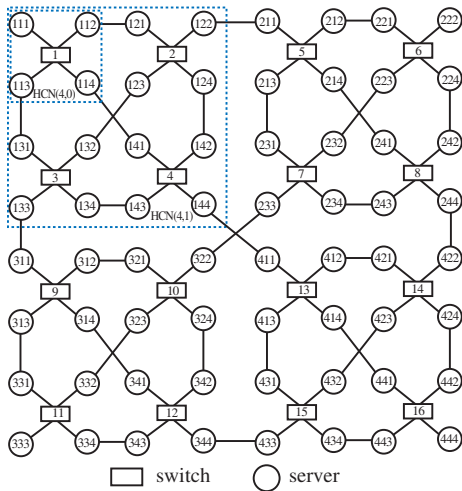 111 112 121 122 211 212 221 222
1 2 5 6
113 114 123 124 213 214 223 224
HCN(4,0)
131 132 141 142 231 232 241 242
3 4 7 8
133 134 143 144 233 234 243 244
HCN(4,1)
311 312 321 322 411 412 421 422
9 10 13 14
313 314 323 324 413 414 423 424
331 332 341 342 431 432 441 442
11 12 15 16
333 334 343 344 433 434 443 444
switch server